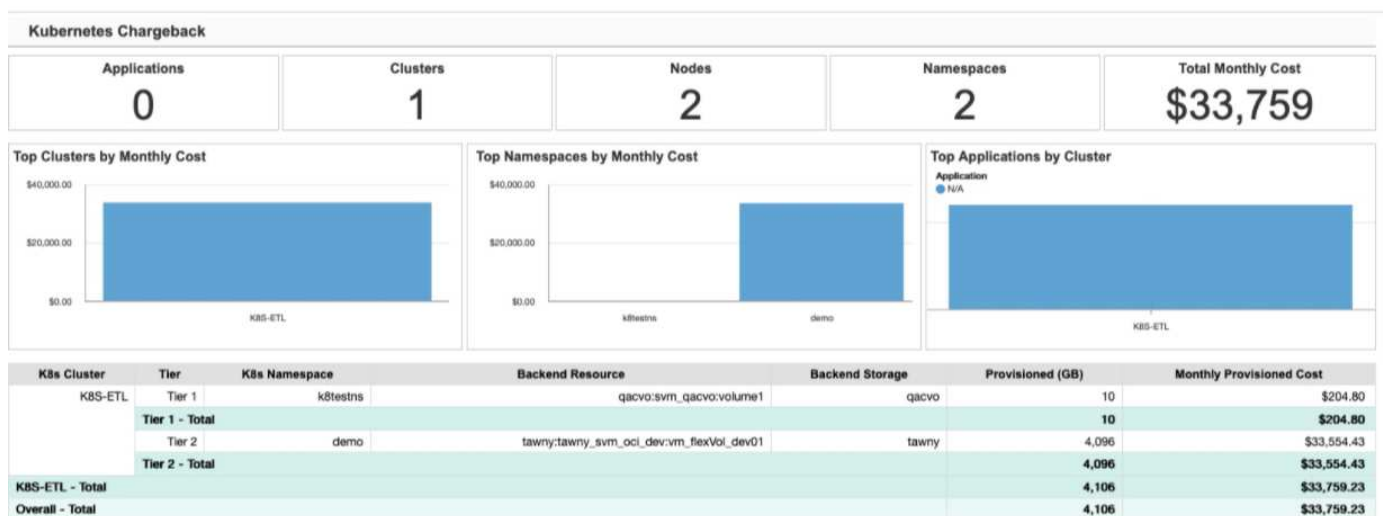 Kubernetes Chargeback
Applications
0
Clusters
1
Nodes
2
Namespaces
2
Total Monthly Cost
$33,759
Top Clusters by Monthly Cost
$40,000.00
$20,000.00
$0.00
K8S-ETL
Top Namespaces by Monthly Cost
$40,000.00
$20,000.00
$0.00
k8testns
demo
Top Applications by Cluster
Application
N/A
K8S-ETL
K8s Cluster Tier K8s Namespace Backend Resource Backend Storage Provisioned (GB) Monthly Provisioned Cost
K8S-ETL Tier 1 k8testns qacvo:svm_qacvo:volume1 qacvo 10 $204.80
Tier 1 - Total 10 $204.80
Tier 2 demo tawny:tawny_svm_oci_dev:vm_flexVol_dev01 tawny 4,096 $33,554.43
Tier 2 - Total 4,096 $33,554.43
K8S-ETL - Total 4,106 $33,759.23
Overall - Total 4,106 $33,759.23